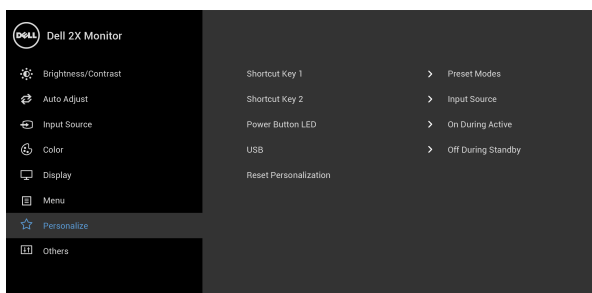 DELL Dell 2X Monitor
Brightness/Contrast
Auto Adjust
Input Source
Color
Display
Menu
Personalize
Others
Shortcut Key 1 > Preset Modes
Shortcut Key 2 > Input Source
Power Button LED > On During Active
USB > Off During Standby
Reset Personalization